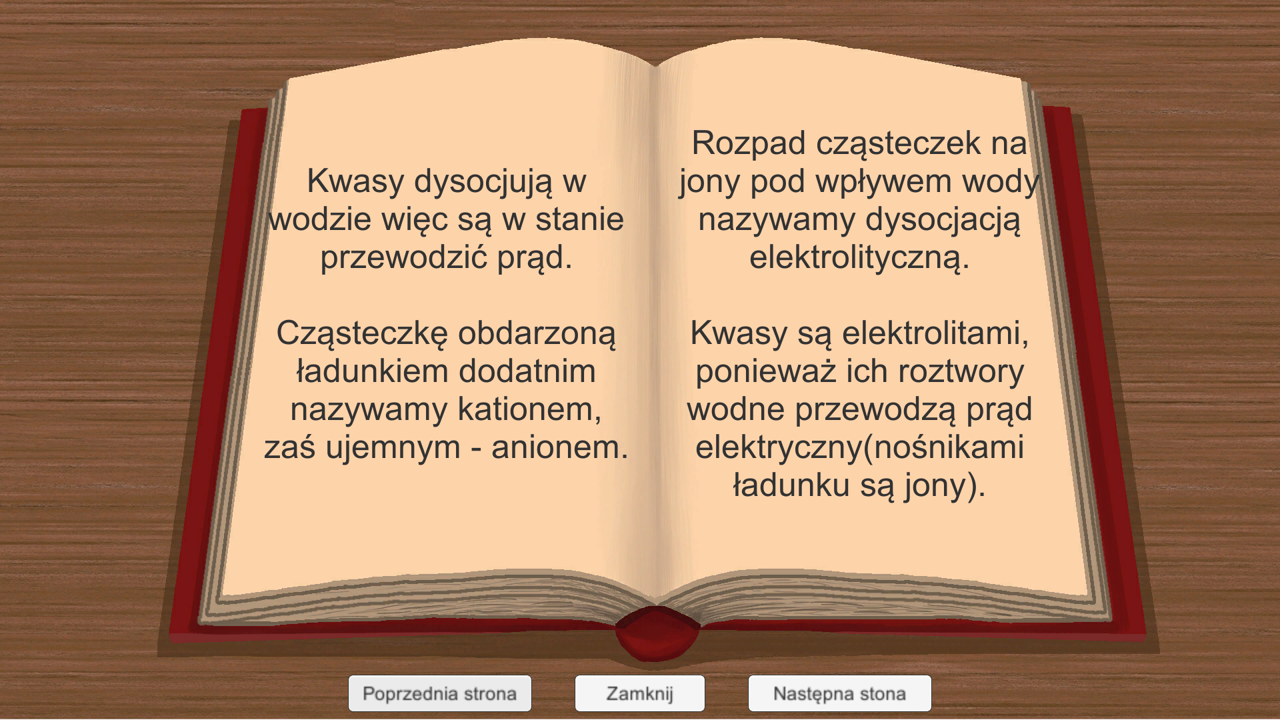 Kwasy dysocjują w
wodzie więc są w stanie
przewodzić prąd.
Cząsteczkę obdarzoną
ładunkiem dodatnim
nazywamy kationem,
zaś ujemnym - anionem.
Rozpad cząsteczek na
jony pod wpływem wody
nazywamy dysocjacją
elektrolityczną.
Kwasy są elektrolitami,
ponieważ ich roztwory
wodne przewodzą prąd
elektryczny(nośnikami
ładunku są jony).
Poprzednia strona
Zamknij
Następna stona